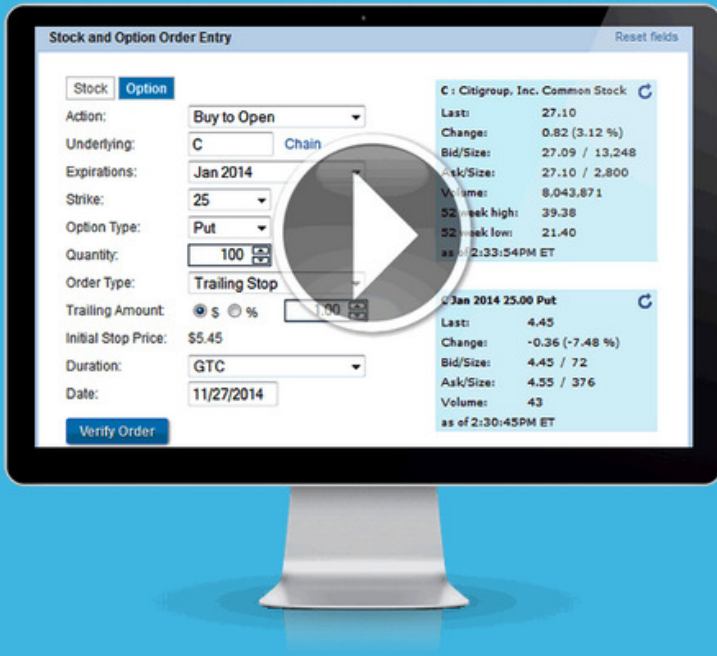 Stock and Option Order Entry Reset fields
Stock Option
Action: Buy to Open
Underlying: C Chain
Expirations: Jan 2014
Strike: 25
Option Type: Put
Quantity: 100
Order Type: Trailing Stop
Trailing Amount: $ % 1.00
Initial Stop Price: $5.45
Duration: GTC
Date: 11/27/2014
Verify Order
C : Citigroup, Inc. Common Stock
Last: 27.10
Change: 0.82 (3.12 %)
Bid/Size: 27.09 / 13,248
Ask/Size: 27.10 / 2,800
Volume: 8,043,871
52 week high: 39.38
52 week low: 21.40
as of 2:33:54PM ET
C Jan 2014 25.00 Put
Last: 4.45
Change: -0.36 (-7.48 %)
Bid/Size: 4.45 / 72
Ask/Size: 4.55 / 376
Volume: 43
as of 2:30:45PM ET